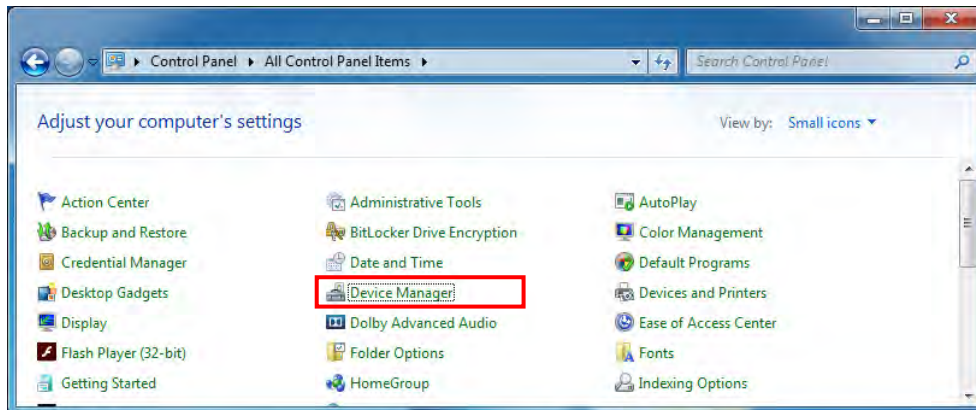 Control Panel ▸ All Control Panel Items ▸ Search Control Panel
Adjust your computer's settings View by: Small icons
Action Center Administrative Tools AutoPlay
Backup and Restore BitLocker Drive Encryption Color Management
Credential Manager Date and Time Default Programs
Desktop Gadgets Device Manager Devices and Printers
Display Dolby Advanced Audio Ease of Access Center
Flash Player (32-bit) Folder Options Fonts
Getting Started HomeGroup Indexing Options